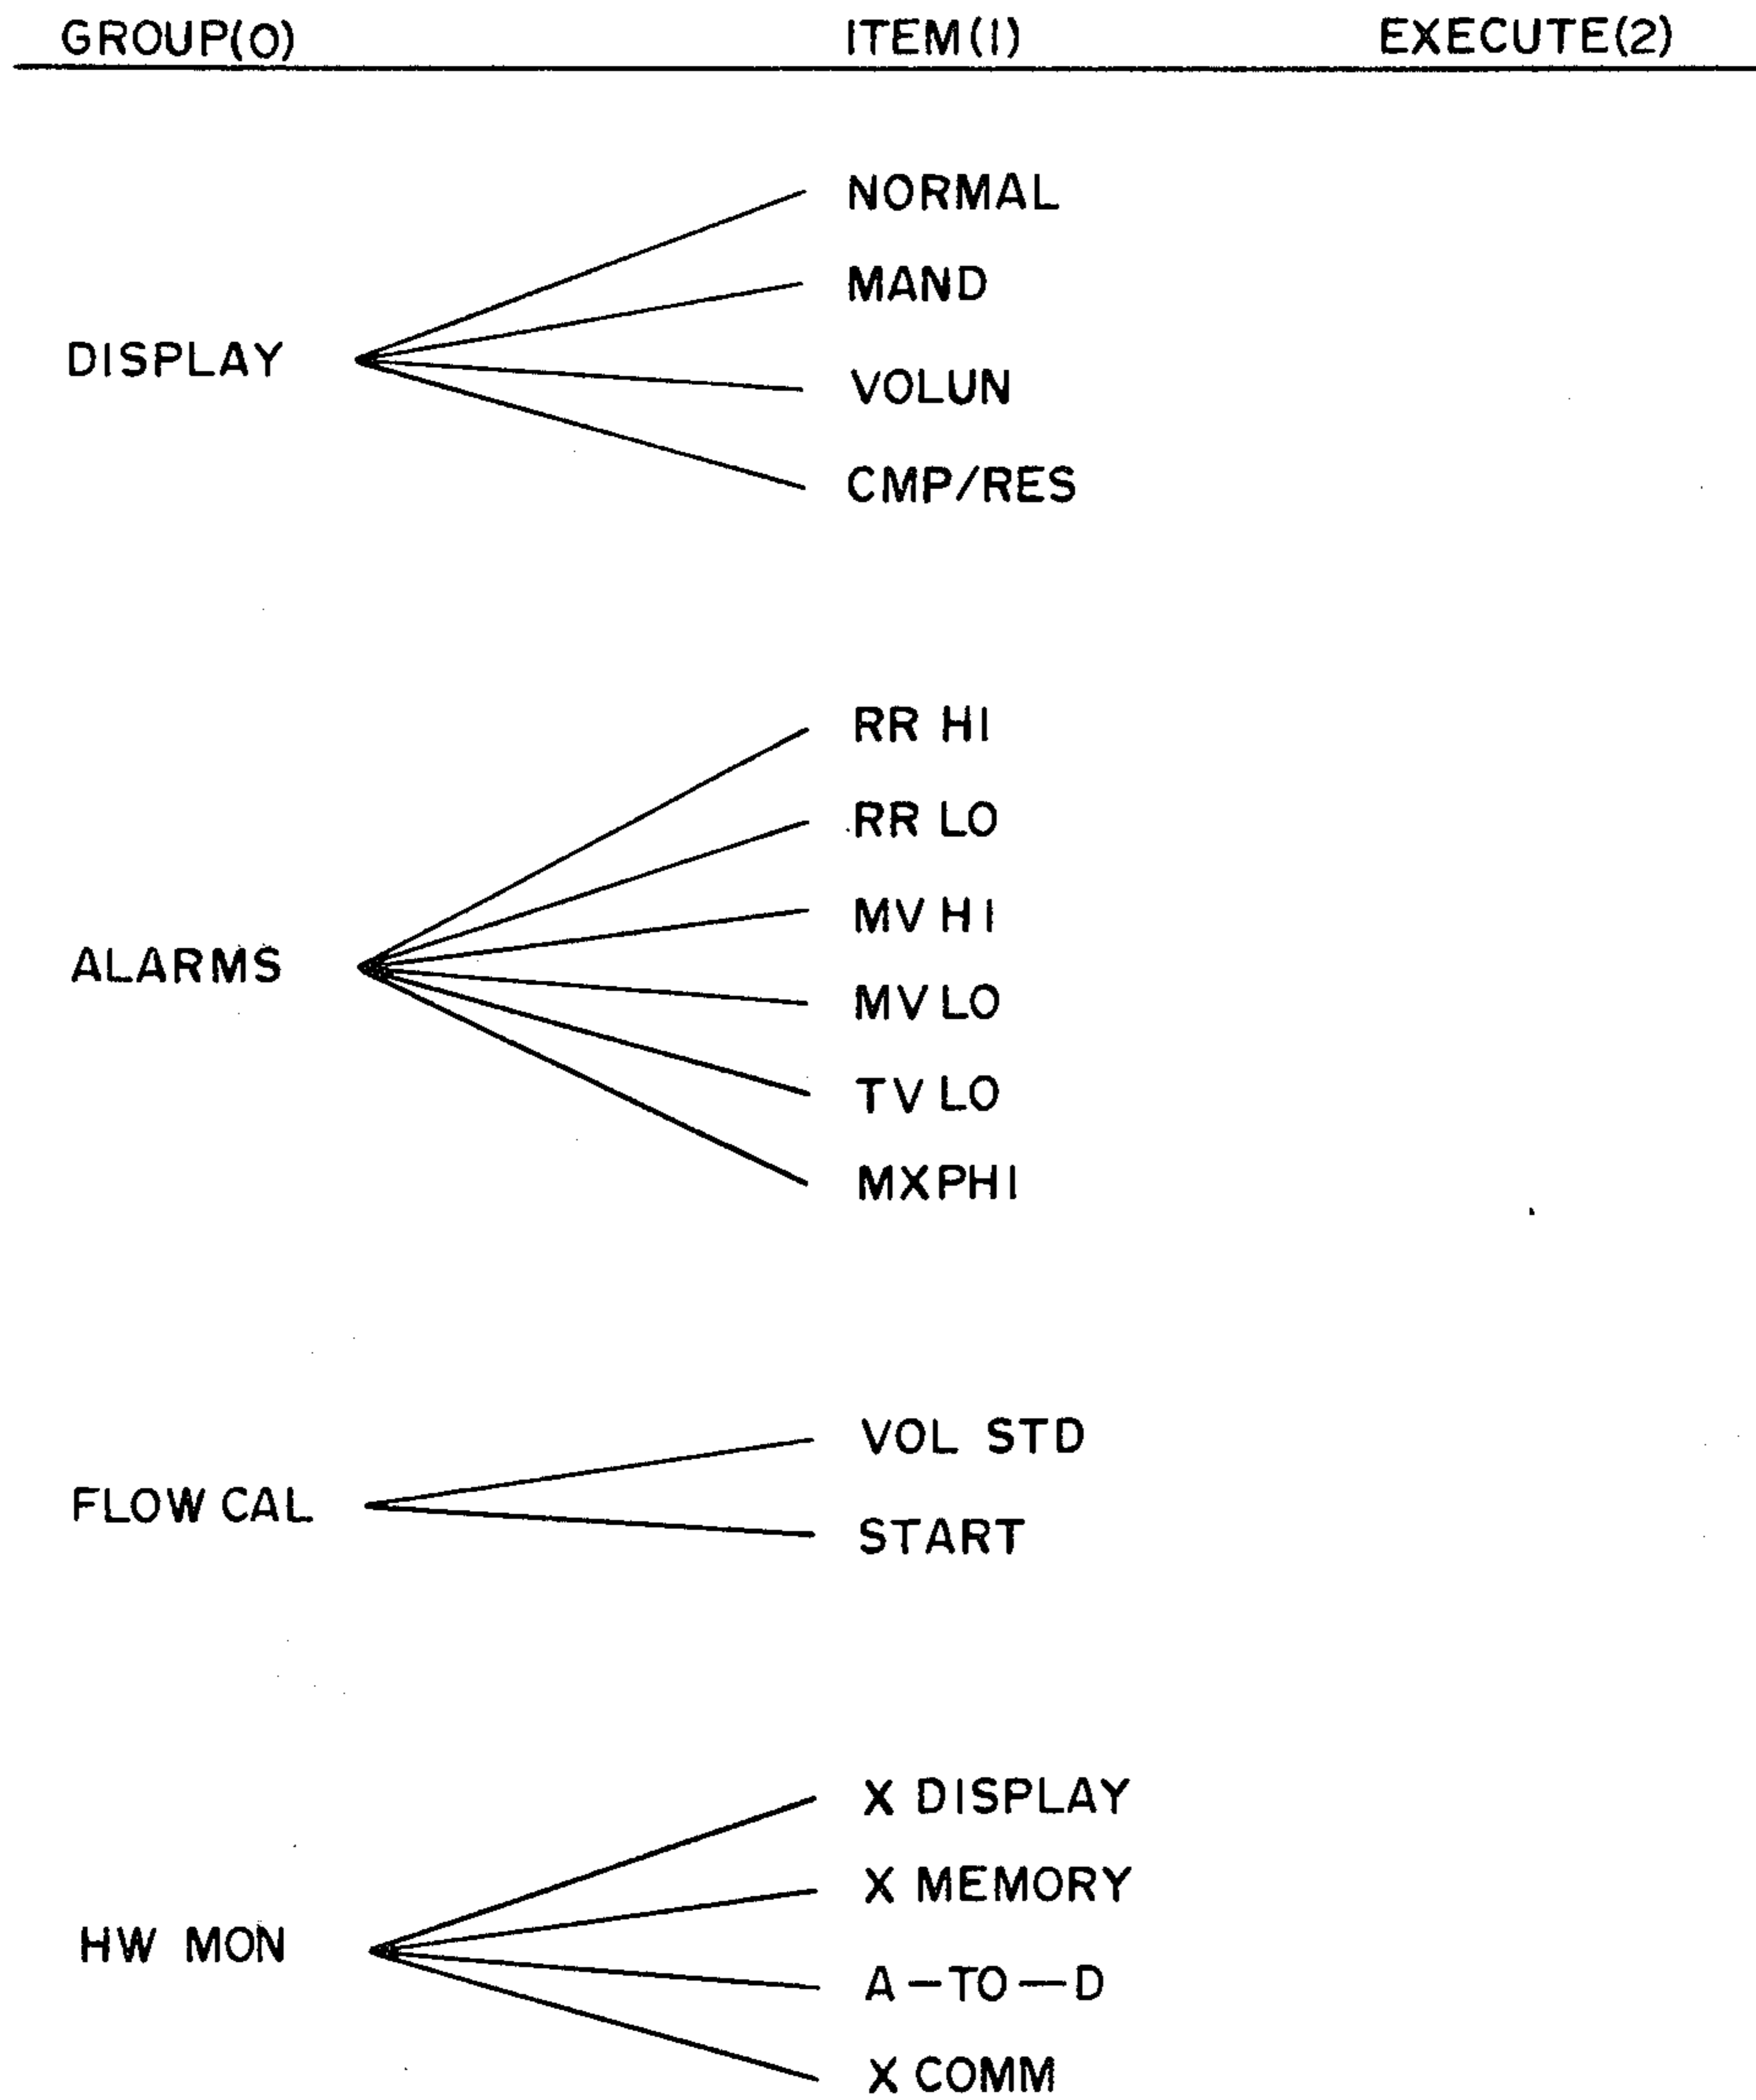 GROUP(0) ITEM(1) EXECUTE(2)
NORMAL
MAND
DISPLAY
VOLUN
CMP/RES
RR HI
RR LO
MV HI
ALARMS
MV LO
TV LO
MXPHI
VOL STD
FLOW CAL
START
X DISPLAY
X MEMORY
HW MON
A-TO-D
X COMM